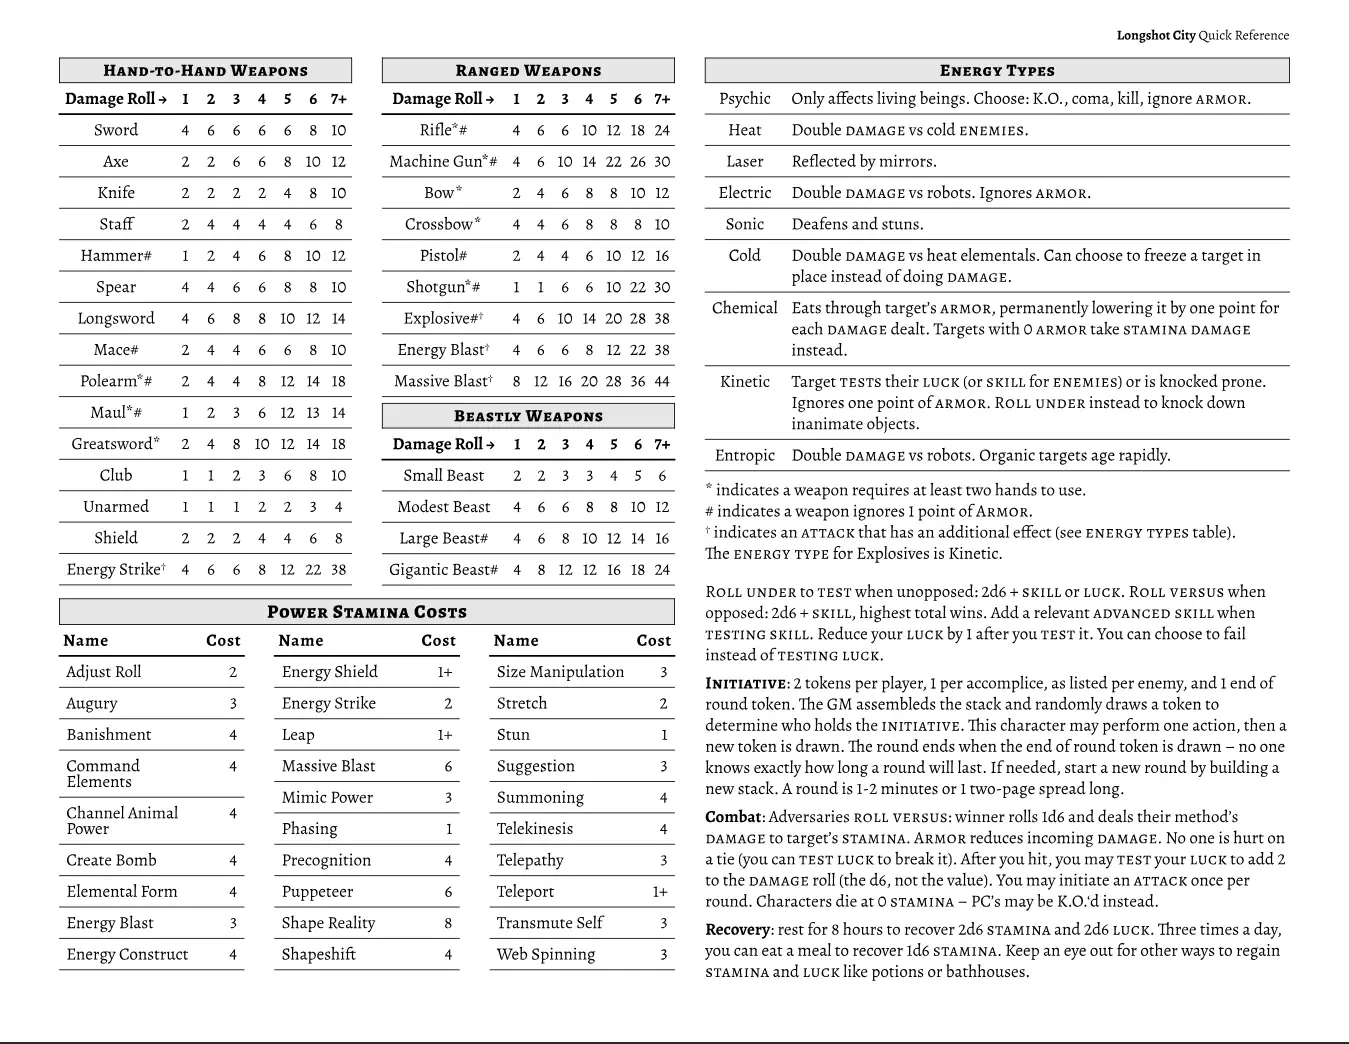 Longshot City Quick Reference
Hand-to-Hand Weapons
Damage Roll → 1 2 3 4 5 6 7+
Sword 4 6 6 6 6 8 10
Axe 2 2 6 6 8 10 12
Knife 2 2 2 2 4 8 10
Staff 2 4 4 4 4 6 8
Hammer# 1 2 4 6 8 10 12
Spear 4 4 6 6 8 8 10
Longsword 4 6 8 8 10 12 14
Mace# 2 4 4 6 6 8 10
Polearm*# 2 4 4 8 12 14 18
Maul*# 1 2 3 6 12 13 14
Greatsword* 2 4 8 10 12 14 18
Club 1 1 2 3 6 8 10
Unarmed 1 1 1 2 2 3 4
Shield 2 2 2 4 4 6 8
Energy Strike† 4 6 6 8 12 22 38
Ranged Weapons
Damage Roll → 1 2 3 4 5 6 7+
Rifle*# 4 6 6 10 12 18 24
Machine Gun*# 4 6 10 14 22 26 30
Bow* 2 4 6 8 8 10 12
Crossbow* 4 4 6 8 8 8 10
Pistol# 2 4 4 6 10 12 16
Shotgun*# 1 1 6 6 10 22 30
Explosive#† 4 6 10 14 20 28 38
Energy Blast† 4 6 6 8 12 22 38
Massive Blast† 8 12 16 20 28 36 44
Beastly Weapons
Damage Roll → 1 2 3 4 5 6 7+
Small Beast 2 2 3 3 4 5 6
Modest Beast 4 6 6 8 8 10 12
Large Beast# 4 6 8 10 12 14 16
Gigantic Beast# 4 8 12 12 16 18 24
Power Stamina Costs
Name Cost
Adjust Roll 2
Augury 3
Banishment 4
Command 4
Elements
Channel Animal 4
Power
Create Bomb 4
Elemental Form 4
Energy Blast 3
Energy Construct 4
Name Cost
Energy Shield 1+
Energy Strike 2
Leap 1+
Massive Blast 6
Mimic Power 3
Phasing 1
Precognition 4
Puppeteer 6
Shape Reality 8
Shapeshift 4
Name Cost
Size Manipulation 3
Stretch 2
Stun 1
Suggestion 3
Summoning 4
Telekinesis 4
Telepathy 3
Teleport 1+
Transmute Self 3
Web Spinning 3
Energy Types
Psychic Only affects living beings. Choose: K.O., coma, kill, ignore armor.
Heat Double damage vs cold enemies.
Laser Reflected by mirrors.
Electric Double damage vs robots. Ignores armor.
Sonic Deafens and stuns.
Cold Double damage vs heat elementals. Can choose to freeze a target in
place instead of doing damage.
Chemical Eats through target's armor, permanently lowering it by one point for
each damage dealt. Targets with 0 armor take stamina damage
instead.
Kinetic Target tests their luck (or skill for enemies) or is knocked prone.
Ignores one point of armor. Roll under instead to knock down
inanimate objects.
Entropic Double damage vs robots. Organic targets age rapidly.
* indicates a weapon requires at least two hands to use.
# indicates a weapon ignores 1 point of Armor.
† indicates an attack that has an additional effect (see energy types table).
The energy type for Explosives is Kinetic.
Roll under to test when unopposed: 2d6 + skill or luck. Roll versus when
opposed: 2d6 + skill, highest total wins. Add a relevant advanced skill when
testing skill. Reduce your luck by 1 after you test it. You can choose to fail
instead of testing luck.
Initiative: 2 tokens per player, 1 per accomplice, as listed per enemy, and 1 end of
round token. The GM assembleds the stack and randomly draws a token to
determine who holds the initiative. This character may perform one action, then a
new token is drawn. The round ends when the end of round token is drawn – no one
knows exactly how long a round will last. If needed, start a new round by building a
new stack. A round is 1-2 minutes or 1 two-page spread long.
Combat: Adversaries roll versus: winner rolls 1d6 and deals their method's
damage to target's stamina. Armor reduces incoming damage. No one is hurt on
a tie (you can test luck to break it). After you hit, you may test your luck to add 2
to the damage roll (the d6, not the value). You may initiate an attack once per
round. Characters die at 0 stamina – PC's may be K.O.'d instead.
Recovery: rest for 8 hours to recover 2d6 stamina and 2d6 luck. Three times a day,
you can eat a meal to recover 1d6 stamina. Keep an eye out for other ways to regain
stamina and luck like potions or bathhouses.